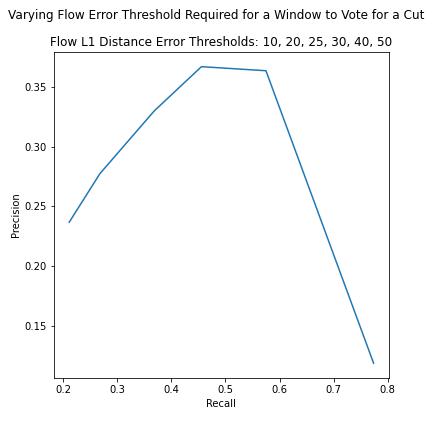 Varying Flow Error Threshold Required for a Window to Vote for a Cut
Flow L1 Distance Error Thresholds: 10, 20, 25, 30, 40, 50
0.35
0.30
0.25
0.20
0.15
Precision
0.2 0.3 0.4 0.5 0.6 0.7 0.8
Recall